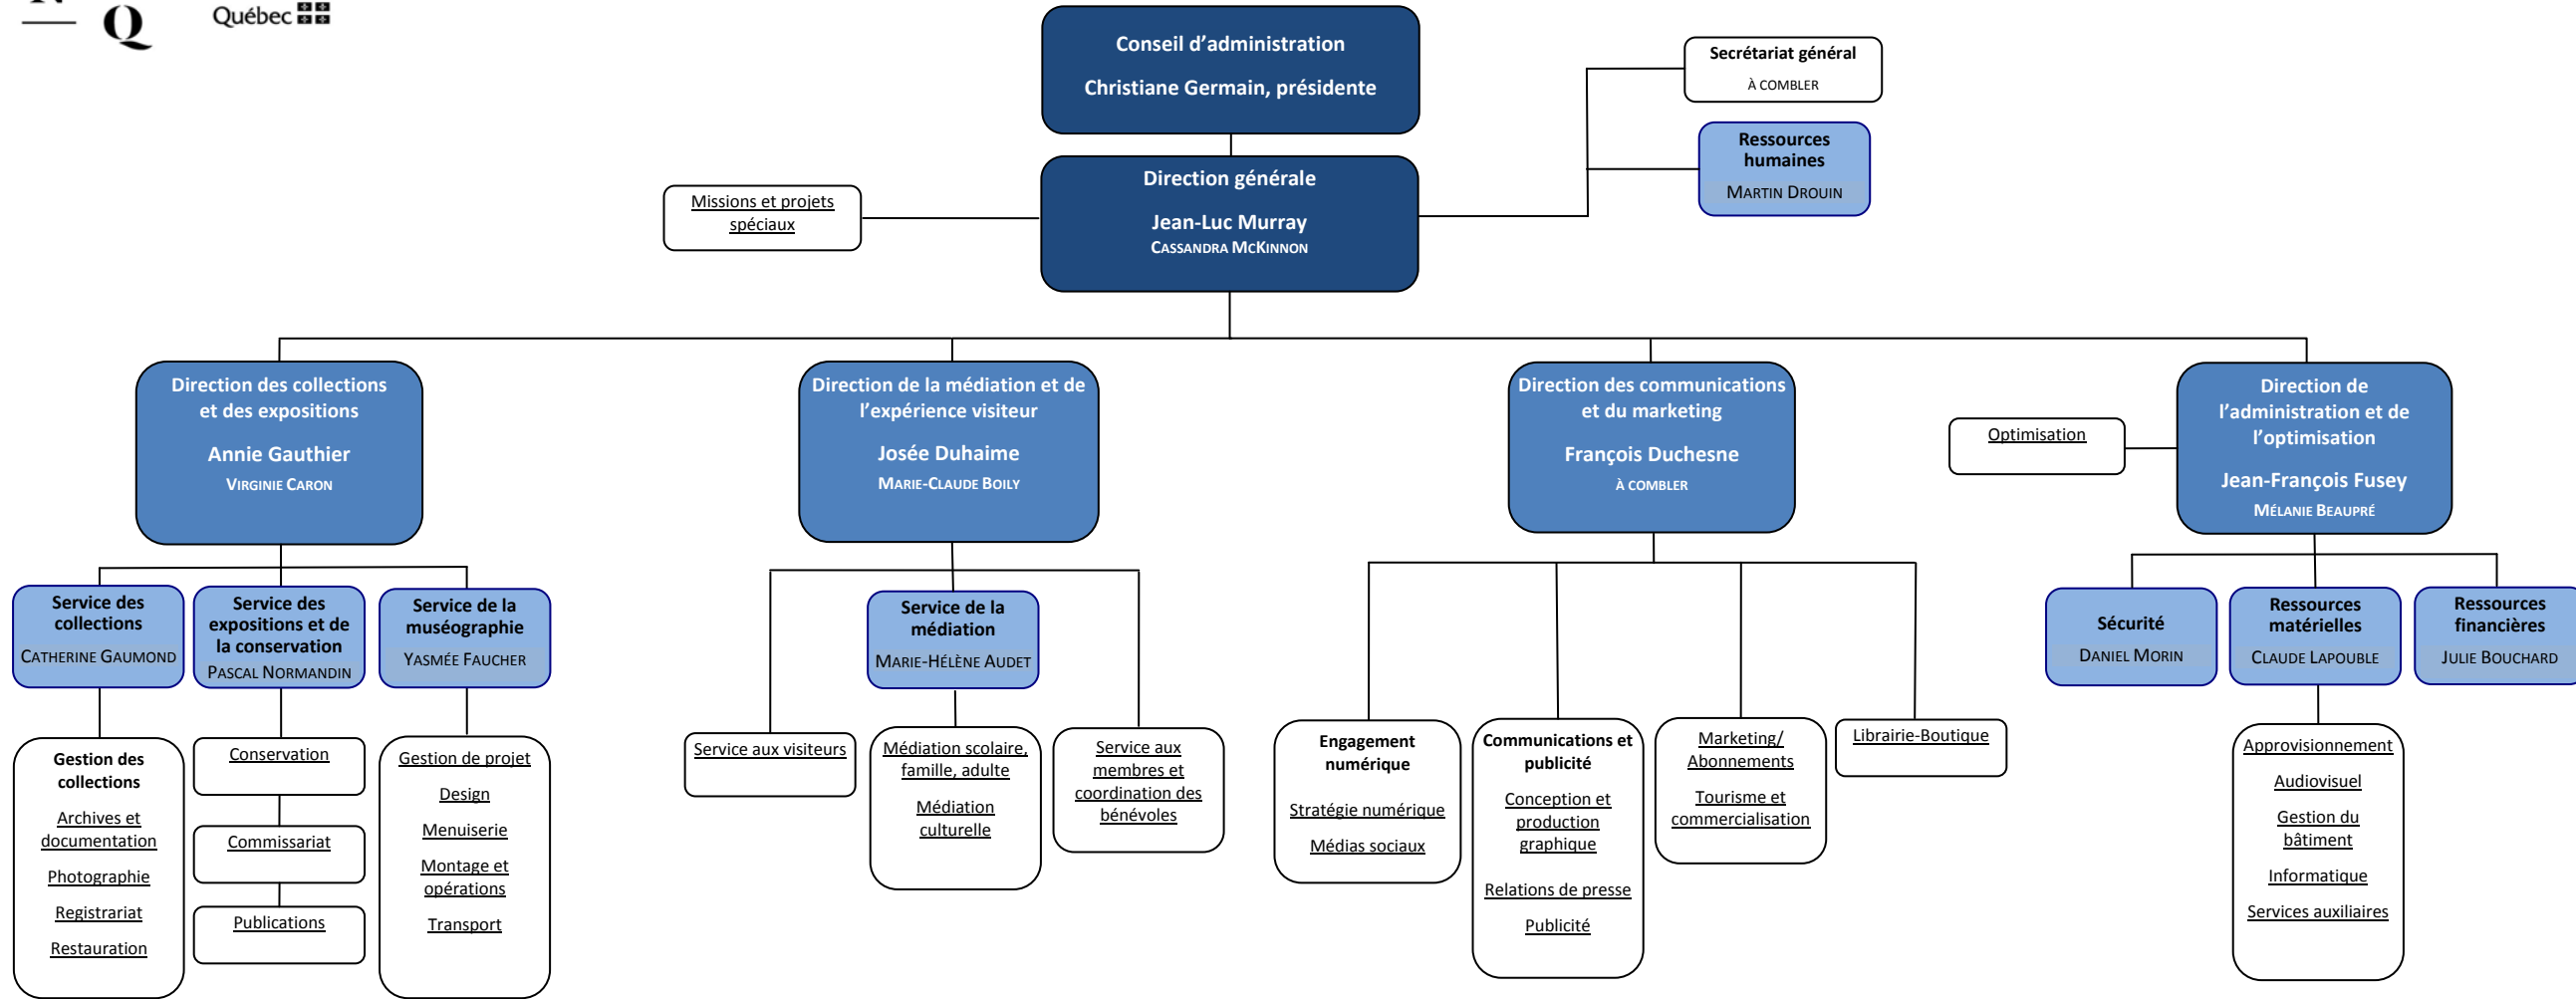 N
Q
Québec
Conseil d'administration
Christiane Germain, présidente
Secrétariat général
À COMBLER
Ressources
humaines
MARTIN DROUIN
Direction générale
Jean-Luc Murray
CASSANDRA MCKINNON
Missions et projets
spéciaux
Direction des collections
et des expositions
Annie Gauthier
VIRGINIE CARON
Direction de la médiation et de
l'expérience visiteur
Josée Duhaime
MARIE-CLAUDE BOILY
Direction des communications
et du marketing
François Duchesne
À COMBLER
Optimisation
Direction de
l'administration et de
l'optimisation
Jean-François Fusey
MÉLANIE BEAUPRÉ
Service des
collections
CATHERINE GAUMOND
Service des
expositions et de
la conservation
PASCAL NORMANDIN
Service de la
muséographie
YASMÉE FAUCHER
Service de la
médiation
MARIE-HÉLÈNE AUDET
Sécurité
DANIEL MORIN
Ressources
matérielles
CLAUDE LAPOUBLE
Ressources
financières
JULIE BOUCHARD
Gestion des
collections
Archives et
documentation
Photographie
Registrariat
Restauration
Conservation
Commissariat
Publications
Gestion de projet
Design
Menuiserie
Montage et
opérations
Transport
Service aux visiteurs
Médiation scolaire,
famille, adulte
Médiation
culturelle
Service aux
membres et
coordination des
bénévoles
Engagement
numérique
Stratégie numérique
Médias sociaux
Communications et
publicité
Conception et
production
graphique
Relations de presse
Publicité
Marketing/
Abonnements
Tourisme et
commercialisation
Librairie-Boutique
Approvisionnement
Audiovisuel
Gestion du
bâtiment
Informatique
Services auxiliaires